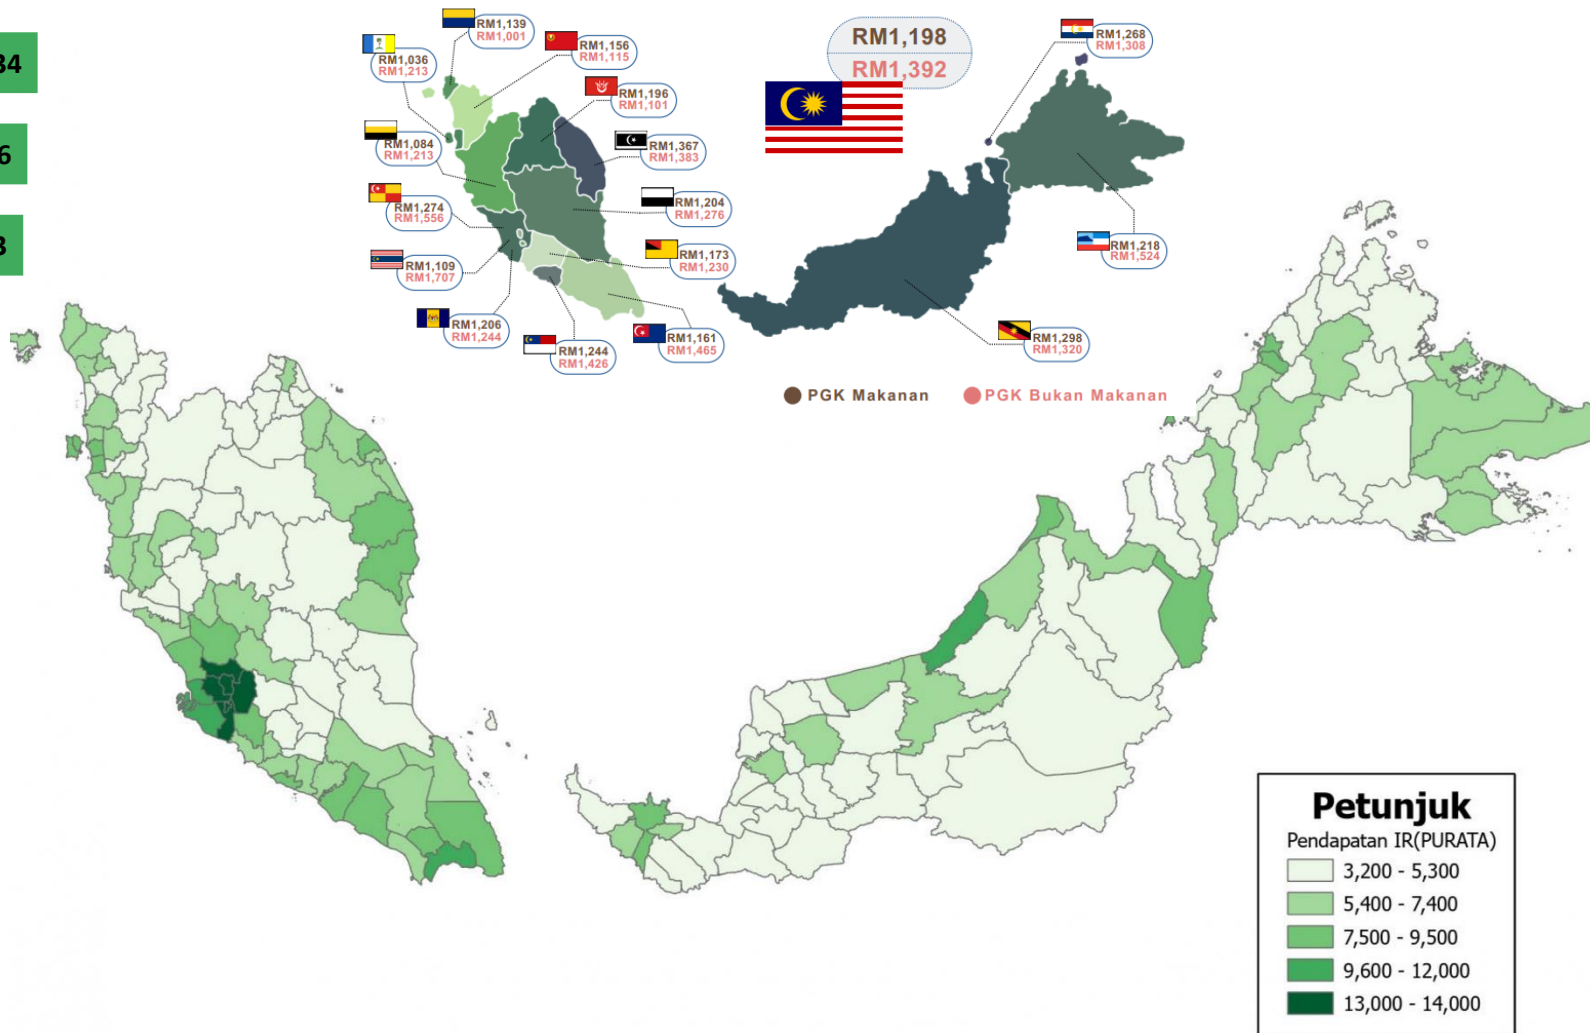 34
6
3
RM1,139
RM1,001
RM1,036
RM1,213
RM1,156
RM1,115
RM1,196
RM1,101
RM1,084
RM1,213
RM1,367
RM1,383
RM1,274
RM1,556
RM1,204
RM1,276
RM1,109
RM1,707
RM1,173
RM1,230
RM1,206
RM1,244
RM1,244
RM1,426
RM1,161
RM1,465
RM1,198
RM1,392
RM1,268
RM1,308
RM1,218
RM1,524
RM1,298
RM1,320
PGK Makanan
PGK Bukan Makanan
Petunjuk
Pendapatan IR(PURATA)
3,200 - 5,300
5,400 - 7,400
7,500 - 9,500
9,600 - 12,000
13,000 - 14,000